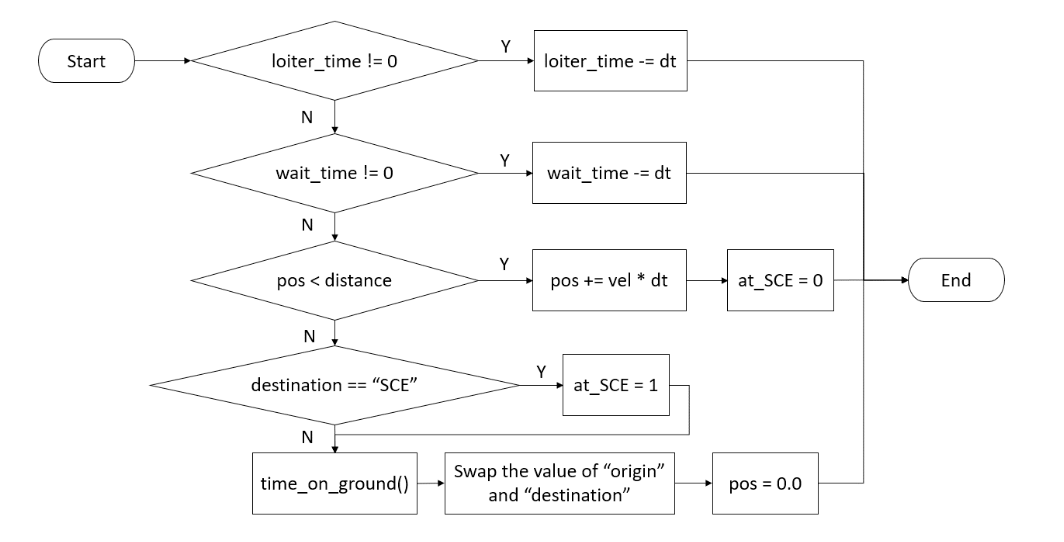 Start
loiter_time != 0
Y
loiter_time -= dt
N
wait_time != 0
Y
wait_time -= dt
N
pos < distance
Y
pos += vel * dt
at_SCE = 0
End
N
destination == “SCE”
Y
at_SCE = 1
N
time_on_ground()
Swap the value of “origin”
and “destination”
pos = 0.0